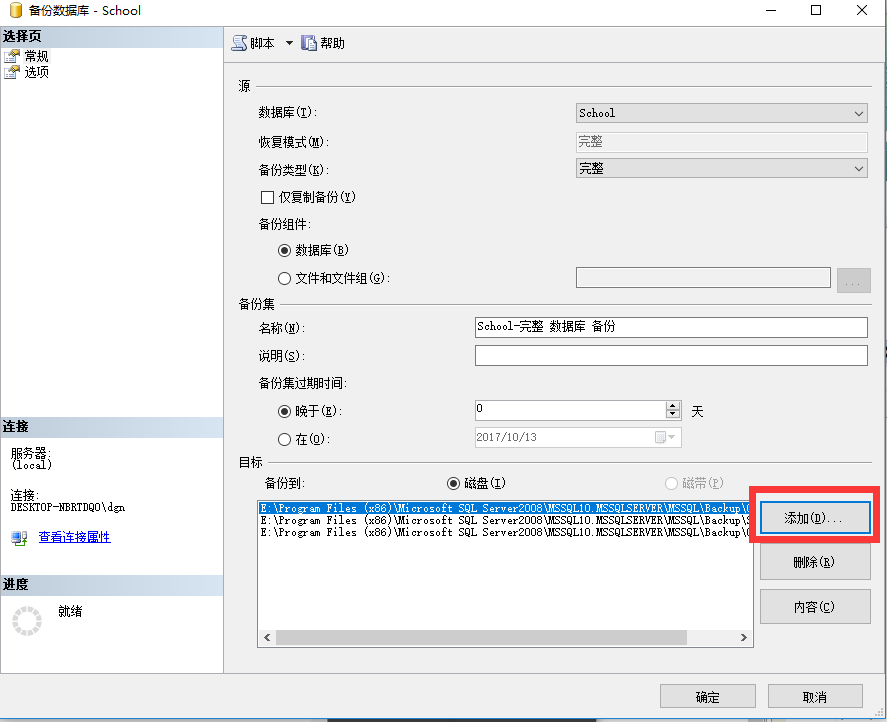 备份数据库 - School
选择页
常规
选项
脚本 帮助
源
数据库(T): School
恢复模式(M): 完整
备份类型(K): 完整
仅复制备份(Y)
备份组件:
数据库(B)
文件和文件组(G): ...
备份集
名称(N): School-完整 数据库 备份
说明(S):
备份集过期时间:
晚于(E): 0 天
在(O): 2017/10/13
目标
备份到: 磁盘(I) 磁带(P)
E:\Program Files (x86)\Microsoft SQL Server2008\MSSQL10.MSSQLSERVER\MSSQL\Backup\
E:\Program Files (x86)\Microsoft SQL Server2008\MSSQL10.MSSQLSERVER\MSSQL\Backup\
E:\Program Files (x86)\Microsoft SQL Server2008\MSSQL10.MSSQLSERVER\MSSQL\Backup\
添加(D)...
删除(R)
内容(C)
连接
服务器:
(local)
连接:
DESKTOP-NBRTDQO\dgn
查看连接属性
进度
就绪
确定 取消